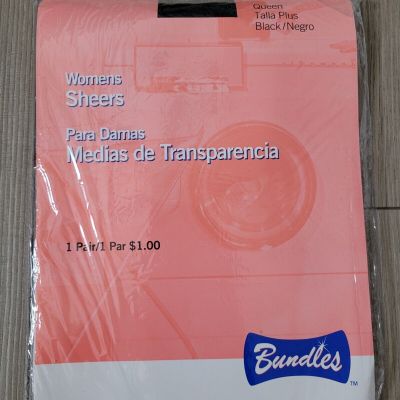 Queen
Talla Plus
Black/Negro
Womens
Sheers
Para Damas
Medias de Transparencia
1 Pair/1 Par $1.00
Bundles
TM